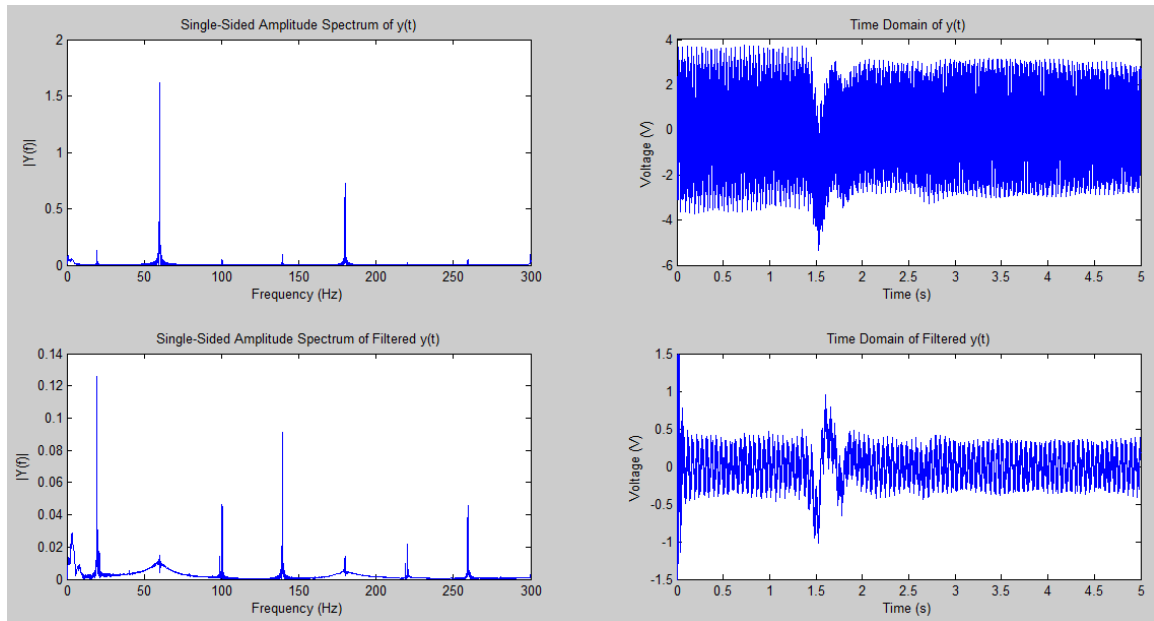 Single-Sided Amplitude Spectrum of y(t)
2
1.5
1
0.5
0
|Y(f)|
0 50 100 150 200 250 300
Frequency (Hz)
Time Domain of y(t)
4
2
0
-2
-4
-6
Voltage (V)
0 0.5 1 1.5 2 2.5 3 3.5 4 4.5 5
Time (s)
Single-Sided Amplitude Spectrum of Filtered y(t)
0.14
0.12
0.1
0.08
0.06
0.04
0.02
0
|Y(f)|
0 50 100 150 200 250 300
Frequency (Hz)
Time Domain of Filtered y(t)
1.5
1
0.5
0
-0.5
-1
-1.5
Voltage (V)
0 0.5 1 1.5 2 2.5 3 3.5 4 4.5 5
Time (s)